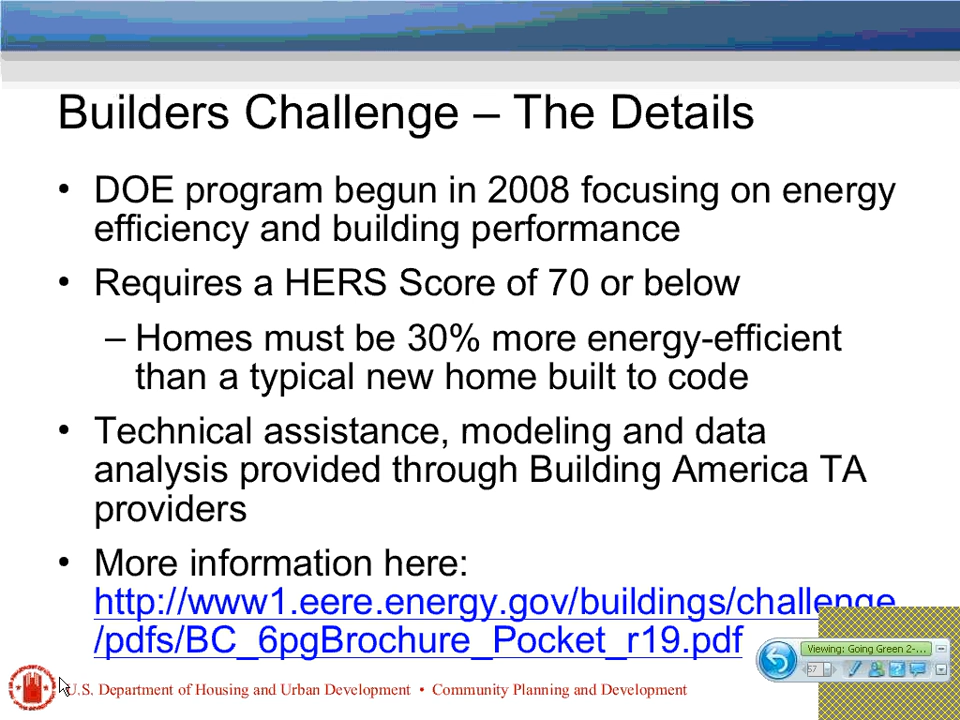 Builders Challenge – The Details
• DOE program begun in 2008 focusing on energy
efficiency and building performance
• Requires a HERS Score of 70 or below
– Homes must be 30% more energy-efficient
than a typical new home built to code
• Technical assistance, modeling and data
analysis provided through Building America TA
providers
• More information here:
http://www1.eere.energy.gov/buildings/challenge
/pdfs/BC_6pgBrochure_Pocket_r19.pdf
Viewing: Going Green 2-...
57
U.S. Department of Housing and Urban Development • Community Planning and Development